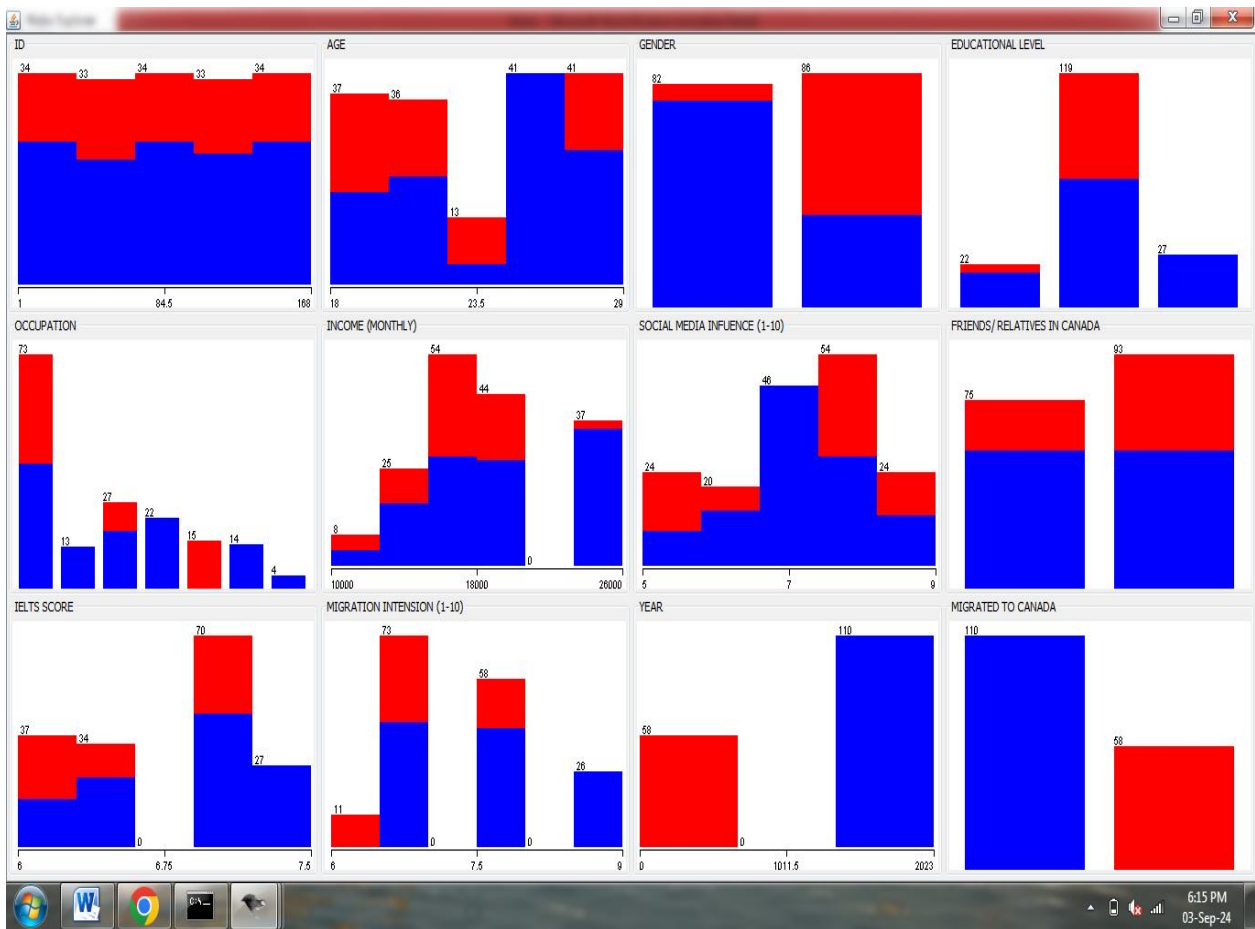 ID
34 33 34 33 34
1 84.5 168
AGE
37 36 13 41 41
18 23.5 29
GENDER
82 86
EDUCATIONAL LEVEL
22 119 27
OCCUPATION
73 13 27 22 15 14 4
INCOME (MONTHLY)
8 25 54 44 0 37
10000 18000 26000
SOCIAL MEDIA INFUENCE (1-10)
24 20 46 54 24
5 7 9
FRIENDS/ RELATIVES IN CANADA
75 93
IELTS SCORE
37 34 0 70 27
6 6.75 7.5
MIGRATION INTENSION (1-10)
11 73 0 58 0 26
6 7.5 9
YEAR
58 0 110
0 1011.5 2023
MIGRATED TO CANADA
110 58
W
C:\_
6:15 PM
03-Sep-24